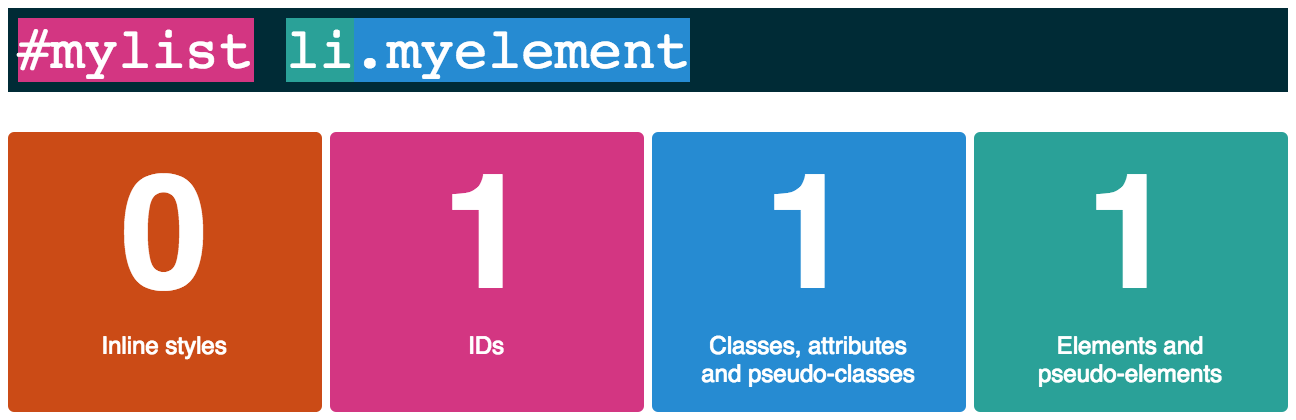 #mylist li.myelement
0 1 1 1
Inline styles IDs Classes, attributes Elements and
and pseudo-classes pseudo-elements